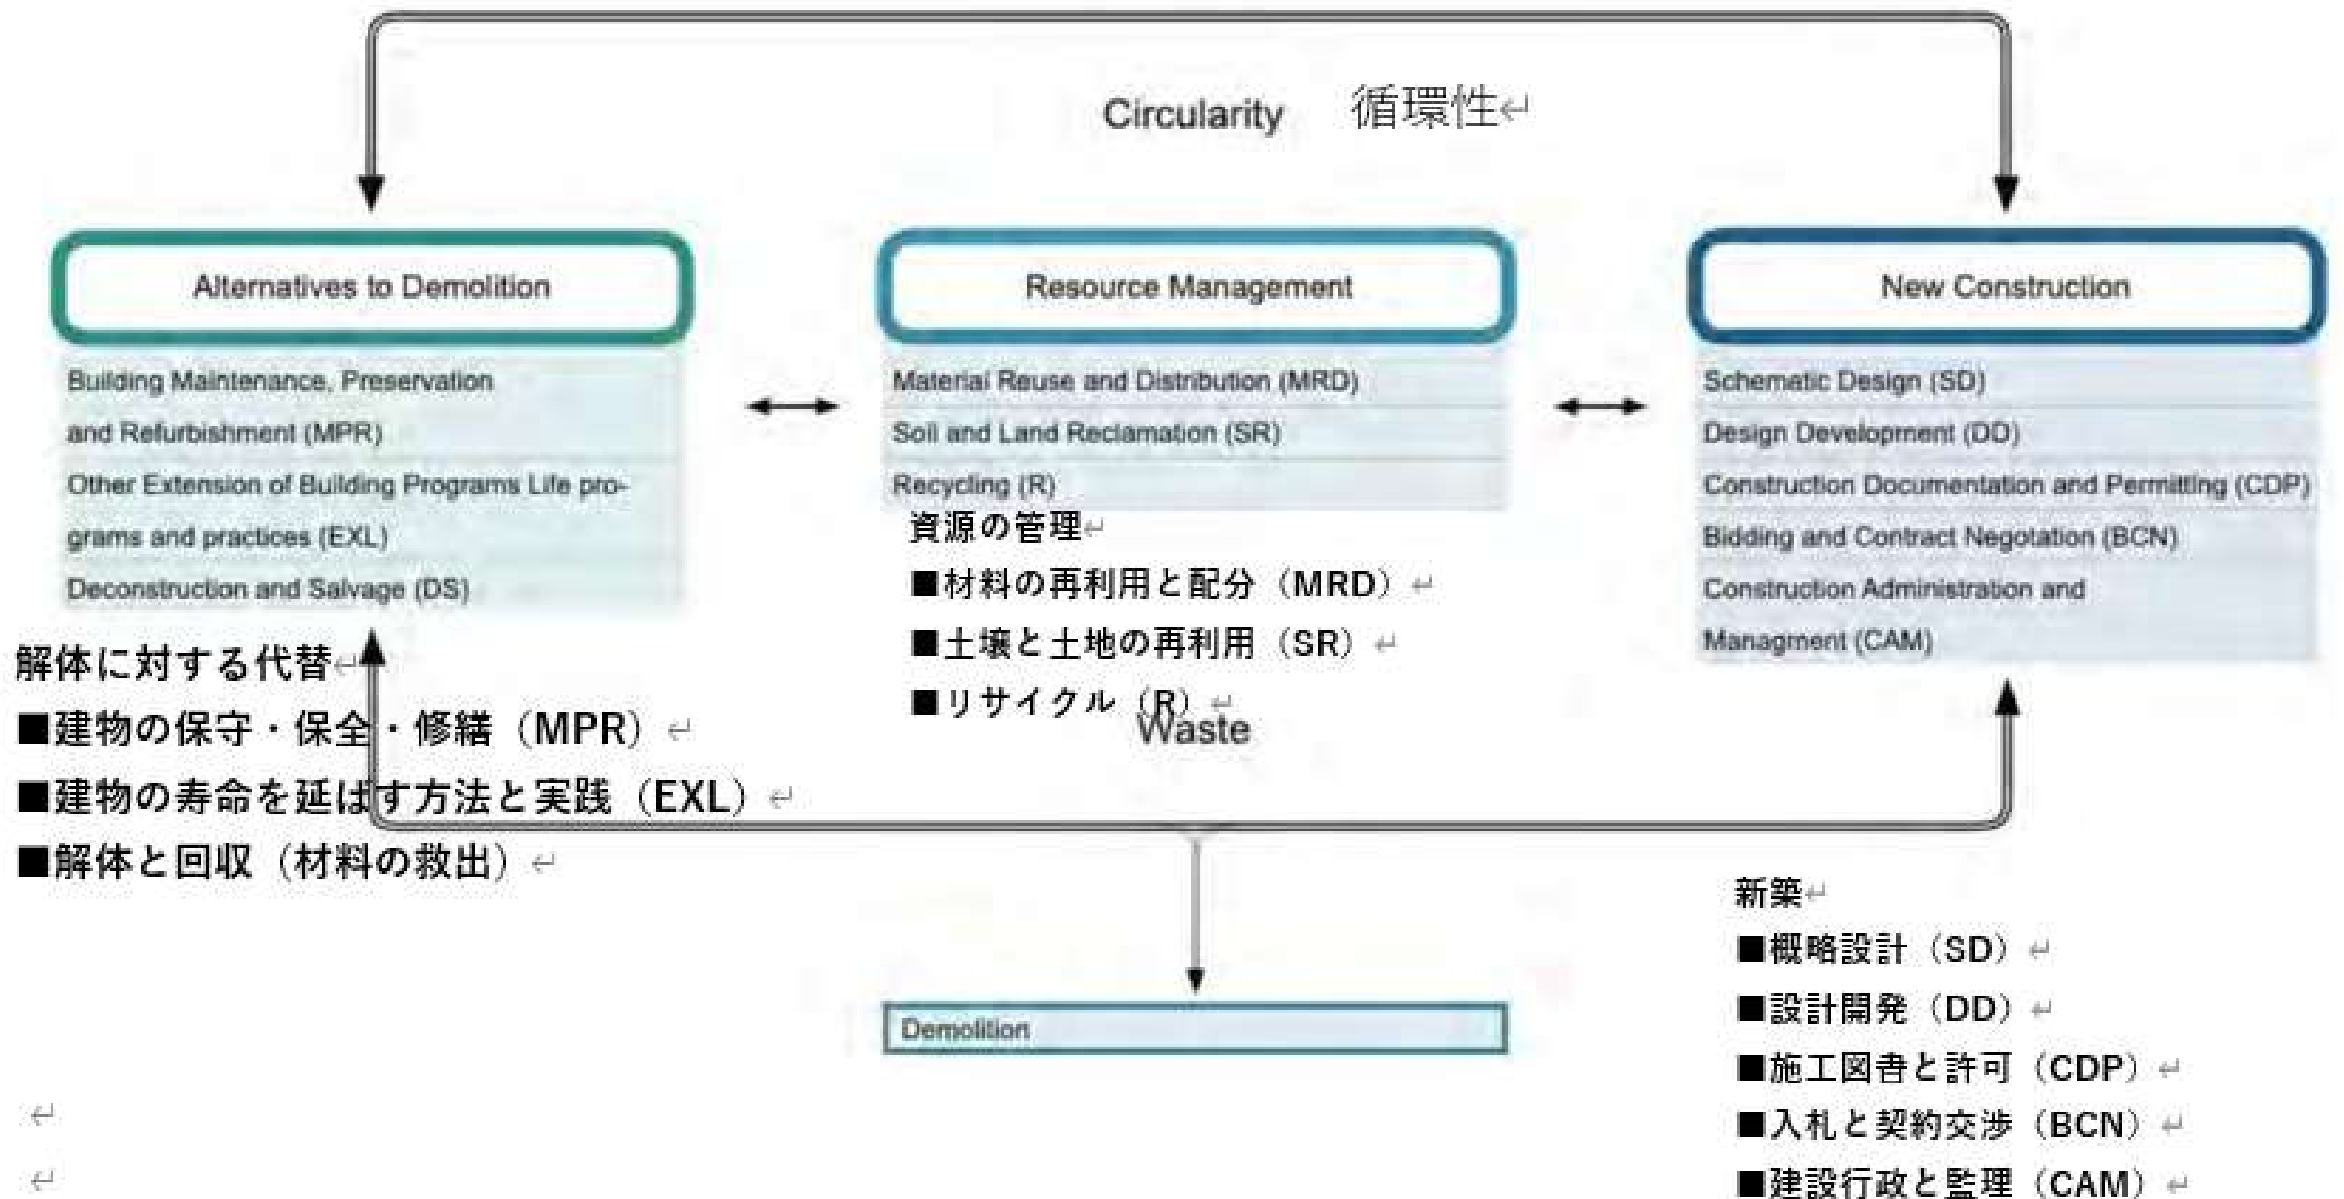 Circularity 循環性↵
Alternatives to Demolition
Building Maintenance, Preservation
and Refurbishment (MPR)
Other Extension of Building Programs Life pro-
grams and practices (EXL)
Deconstruction and Salvage (DS)
解体に対する代替↵
■建物の保守・保全・修繕（MPR）↵
■建物の寿命を延ばす方法と実践（EXL）↵
■解体と回収（材料の救出）↵
Resource Management
Material Reuse and Distribution (MRD)
Soil and Land Reclamation (SR)
Recycling (R)
資源の管理↵
■材料の再利用と配分（MRD）↵
■土壌と土地の再利用（SR）↵
■リサイクル（R）↵
Waste
Demolition
New Construction
Schematic Design (SD)
Design Development (DD)
Construction Documentation and Permitting (CDP)
Bidding and Contract Negotation (BCN)
Construction Administration and
Managment (CAM)
新築↵
■概略設計（SD）↵
■設計開発（DD）↵
■施工図書と許可（CDP）↵
■入札と契約交渉（BCN）↵
■建設行政と監理（CAM）↵
↵
↵